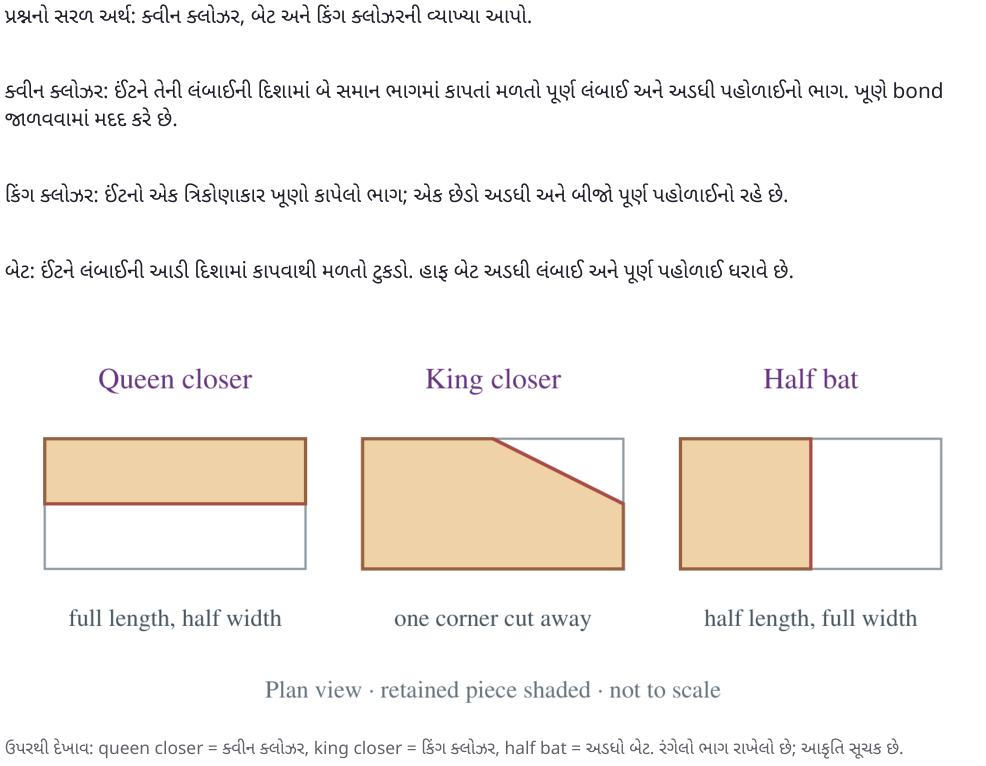 પ્રશ્નનો સરળ અર્થ: ક્વીન ક્લોઝર, બેટ અને કિંગ ક્લોઝરની વ્યાખ્યા આપો.
ક્વીન ક્લોઝર: ઈંટને તેની લંબાઈની દિશામાં બે સમાન ભાગમાં કાપતાં મળતો પૂર્ણ લંબાઈ અને અડધી પહોળાઈનો ભાગ. ખૂણે bond
જાળવવામાં મદદ કરે છે.
કિંગ ક્લોઝર: ઈંટનો એક ત્રિકોણાકાર ખૂણો કાપેલો ભાગ; એક છેડો અડધી અને બીજો પૂર્ણ પહોળાઈનો રહે છે.
બેટ: ઈંટને લંબાઈની આડી દિશામાં કાપવાથી મળતો ટુકડો. હાફ બેટ અડધી લંબાઈ અને પૂર્ણ પહોળાઈ ધરાવે છે.
Queen closer King closer Half bat
full length, half width one corner cut away half length, full width
Plan view · retained piece shaded · not to scale
ઉપરથી દેખાવ: queen closer = ક્વીન ક્લોઝર, king closer = કિંગ ક્લોઝર, half bat = અડધો બેટ. રંગેલો ભાગ રાખેલો છે; આકૃતિ સૂચક છે.